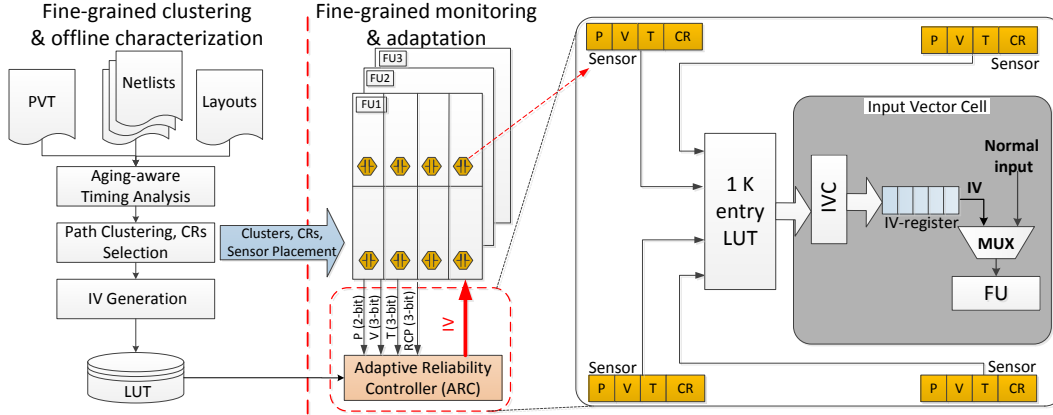 Fine-grained clustering
& offline characterization
PVT
Netlists
Layouts
Aging-aware
Timing Analysis
Path Clustering, CRs
Selection
IV Generation
LUT
Clusters, CRs,
Sensor Placement
Fine-grained monitoring
& adaptation
FU3
FU2
FU1
P (2-bit)
V (3-bit)
T (3-bit)
RCP (3-bit)
IV
Adaptive Reliability
Controller (ARC)
P V T CR
Sensor
P V T CR
Sensor
1 K
entry
LUT
Input Vector Cell
IVC
IV-register
IV
Normal
input
MUX
FU
Sensor
P V T CR
Sensor
P V T CR